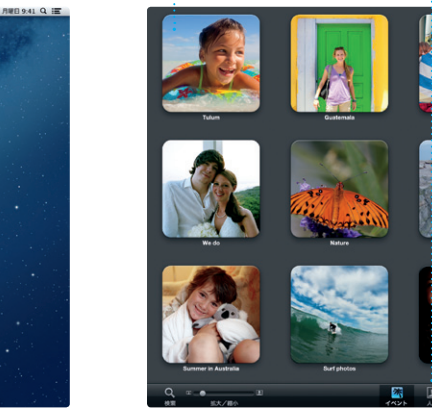 月曜日 9:41
Tulum
Guatemala
We do
Nature
Summer in Australia
Surf photos
検索
拡大／縮小
イベント